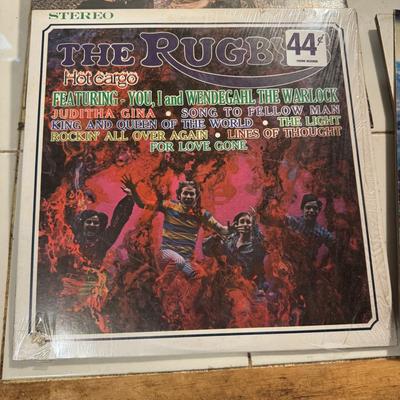 STEREO
THE RUGB
44¢
Hot cargo
FEATURING - YOU, I and WENDEGAHL THE WARLOCK
JUDITHA GINA • SONG TO FELLOW MAN
KING AND QUEEN OF THE WORLD • THE LIGHT
ROCKIN' ALL OVER AGAIN • LINES OF THOUGHT
FOR LOVE GONE